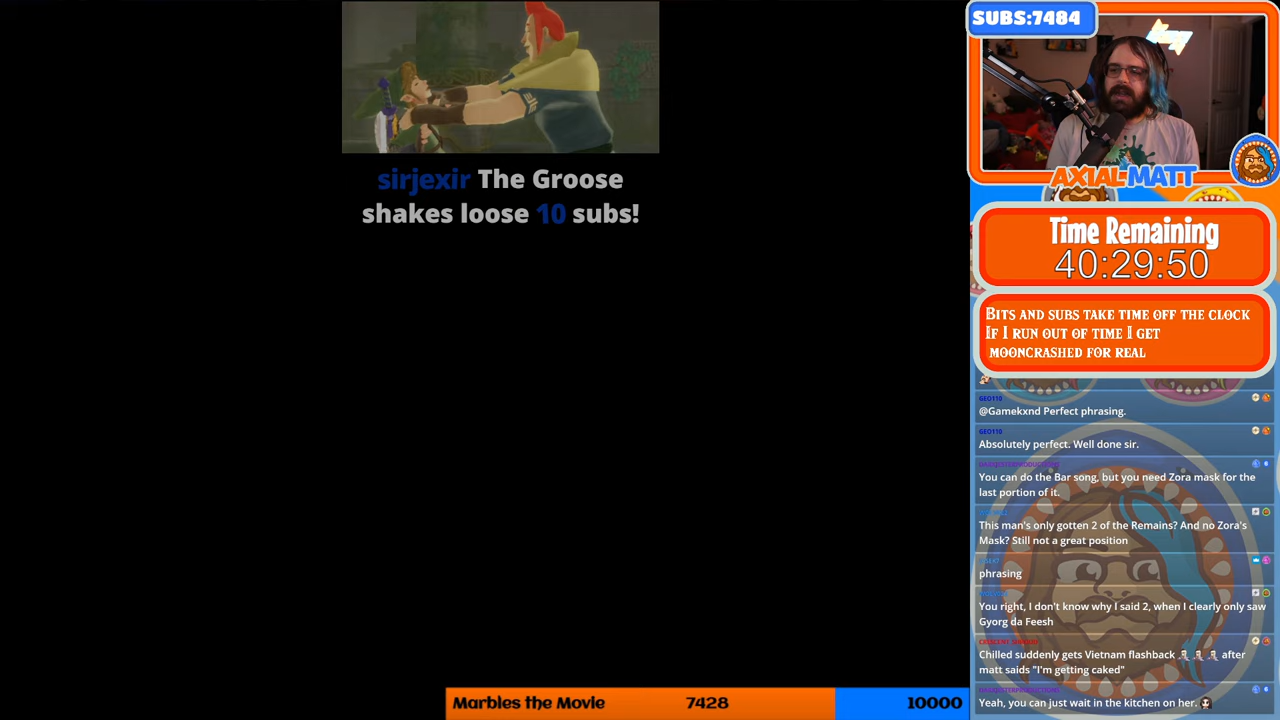 SUBS:7484
sirjexir The Groose
shakes loose 10 subs!
AXIAL MATT
Time Remaining
40:29:50
BITS AND SUBS TAKE TIME OFF THE CLOCK
IF I RUN OUT OF TIME I GET
MOONCRASHED FOR REAL
GEO110
@Gamekxnd Perfect phrasing.
GEO110
Absolutely perfect. Well done sir.
You can do the Bar song, but you need Zora mask for the
last portion of it.
This man's only gotten 2 of the Remains? And no Zora's
Mask? Still not a great position
phrasing
You right, I don't know why I said 2, when I clearly only saw
Gyorg da Feesh
Chilled suddenly gets Vietnam flashback after
matt saids "I'm getting caked"
Yeah, you can just wait in the kitchen on her.
Marbles the Movie 7428 10000